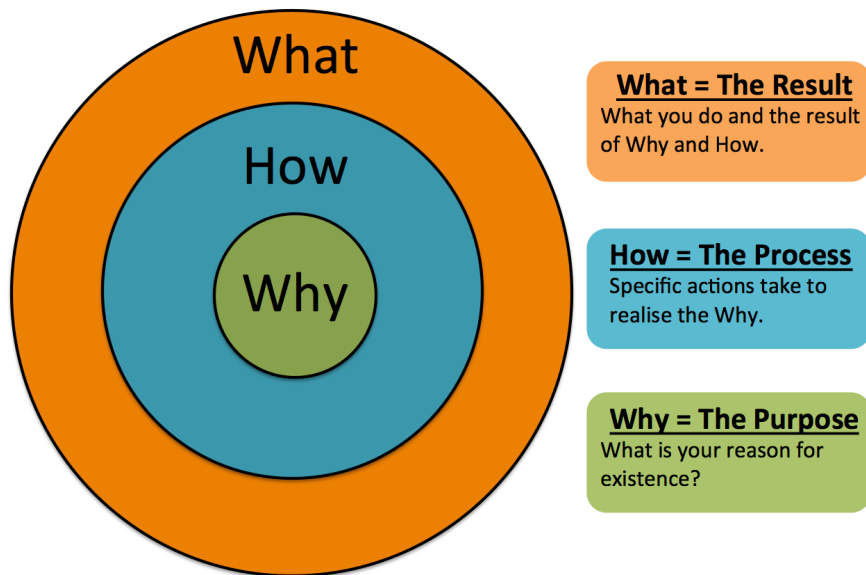 What
How
Why
What = The Result
What you do and the result
of Why and How.
How = The Process
Specific actions take to
realise the Why.
Why = The Purpose
What is your reason for
existence?